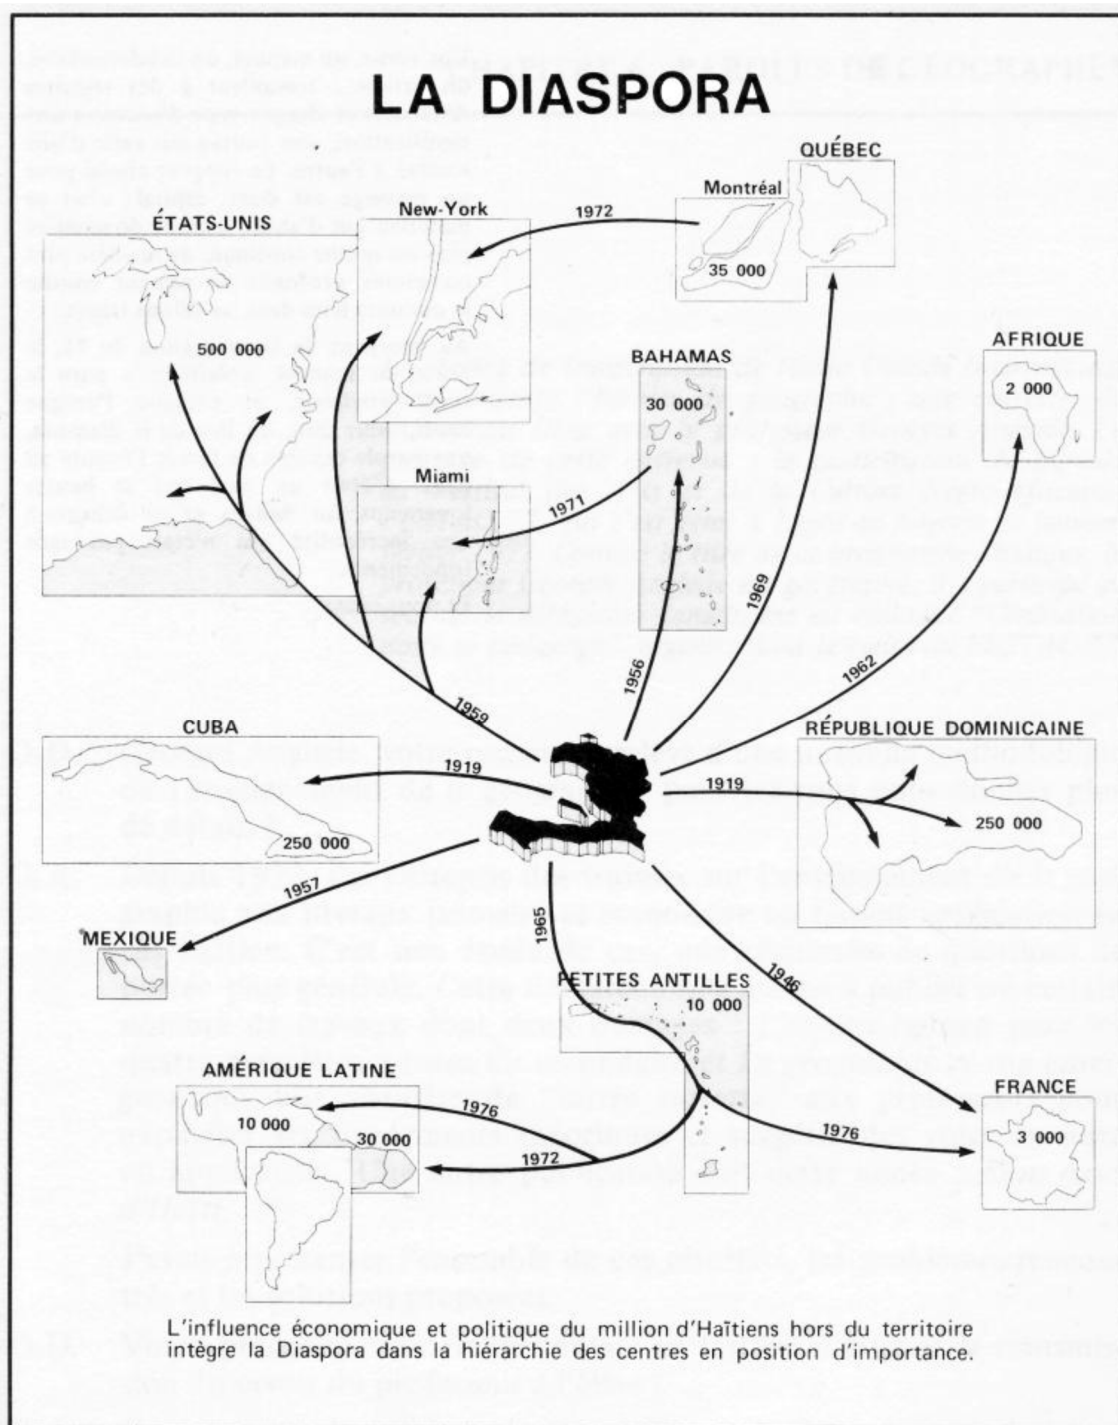 LA DIASPORA
QUÉBEC
Montréal
35 000
1972
ÉTATS-UNIS
New-York
500 000
Miami
BAHAMAS
30 000
1971
AFRIQUE
2 000
1969
1962
1956
1959
CUBA
250 000
1919
RÉPUBLIQUE DOMINICAINE
1919
250 000
1957
MEXIQUE
1965
PETITES ANTILLES
10 000
1946
AMÉRIQUE LATINE
10 000
30 000
1976
1972
1976
FRANCE
3 000
L'influence économique et politique du million d'Haïtiens hors du territoire
intègre la Diaspora dans la hiérarchie des centres en position d'importance.